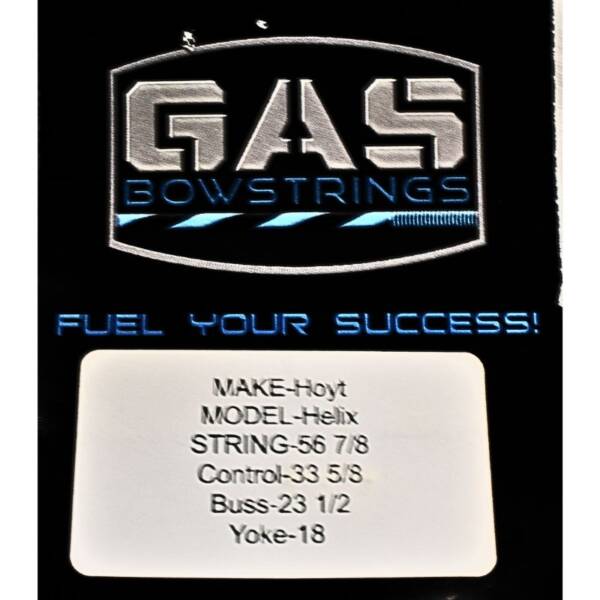 GAS
BOWSTRINGS
FUEL YOUR SUCCESS!
MAKE-Hoyt
MODEL-Helix
STRING-56 7/8
Control-33 5/8
Buss-23 1/2
Yoke-18